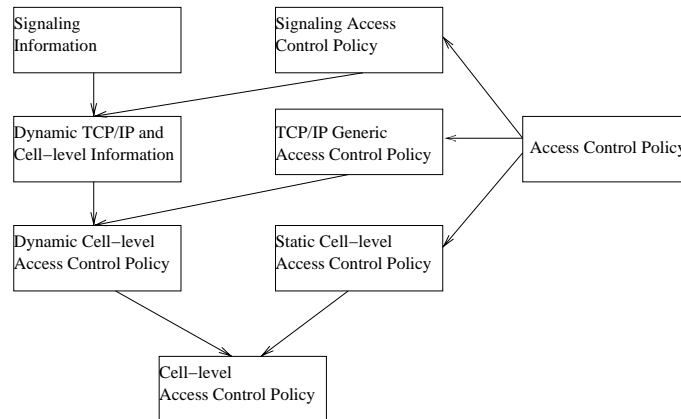 Signaling
Information
Signaling Access
Control Policy
Dynamic TCP/IP and
Cell−level Information
TCP/IP Generic
Access Control Policy
Access Control Policy
Dynamic Cell−level
Access Control Policy
Static Cell−level
Access Control Policy
Cell−level
Access Control Policy